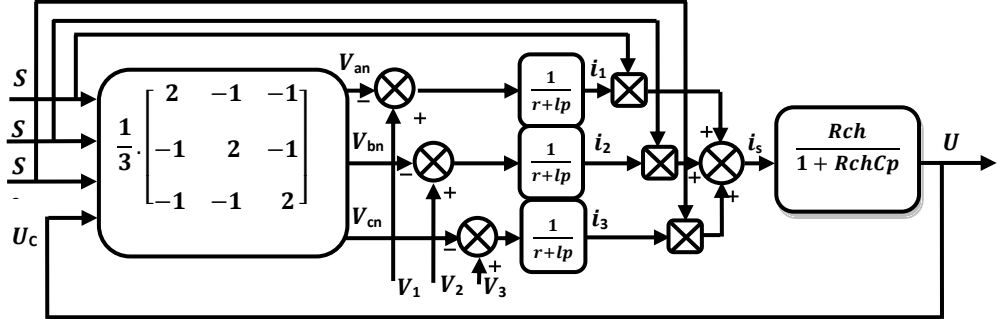 S
S
S
U_C
1/3 · [2 −1 −1
−1 2 −1
−1 −1 2]
V_an
V_bn
V_cn
−
+
−
+
−
+
V_1
V_2
V_3
1/(r+lp)
1/(r+lp)
1/(r+lp)
i_1
i_2
i_3
+
+
+
i_s
Rch/(1 + RchCp)
U